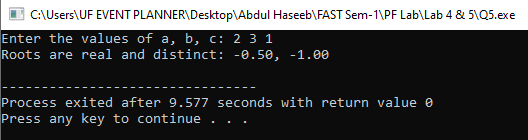 C:\Users\UF EVENT PLANNER\Desktop\Abdul Haseeb\FAST Sem-1\PF Lab\Lab 4 & 5\Q5.exe
Enter the values of a, b, c: 2 3 1
Roots are real and distinct: -0.50, -1.00
--------------------------------
Process exited after 9.577 seconds with return value 0
Press any key to continue . . .